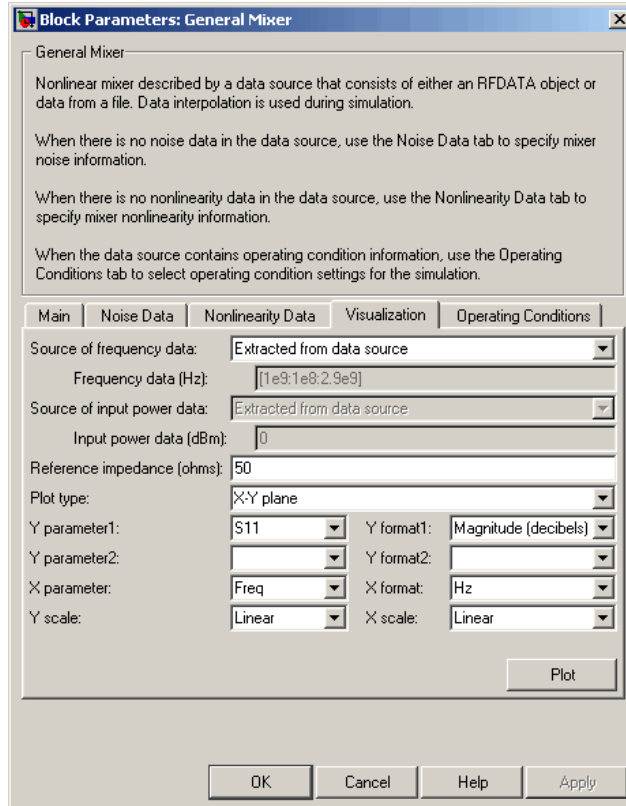 Block Parameters: General Mixer
General Mixer
Nonlinear mixer described by a data source that consists of either an RFDATA object or
data from a file. Data interpolation is used during simulation.
When there is no noise data in the data source, use the Noise Data tab to specify mixer
noise information.
When there is no nonlinearity data in the data source, use the Nonlinearity Data tab to
specify mixer nonlinearity information.
When the data source contains operating condition information, use the Operating
Conditions tab to select operating condition settings for the simulation.
Main Noise Data Nonlinearity Data Visualization Operating Conditions
Source of frequency data: Extracted from data source
Frequency data (Hz): [1e9:1e8:2.9e9]
Source of input power data: Extracted from data source
Input power data (dBm): 0
Reference impedance (ohms): 50
Plot type: X-Y plane
Y parameter1: S11 Y format1: Magnitude (decibels)
Y parameter2: Y format2:
X parameter: Freq X format: Hz
Y scale: Linear X scale: Linear
Plot
OK Cancel Help Apply